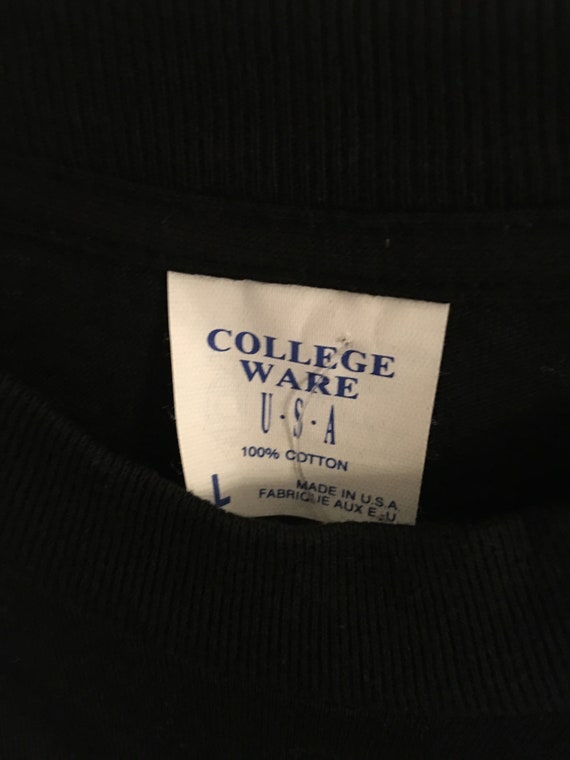 COLLEGE
WARE
U·S·A
100% COTTON
L
MADE IN U.S.A
FABRIQUE AUX E.U